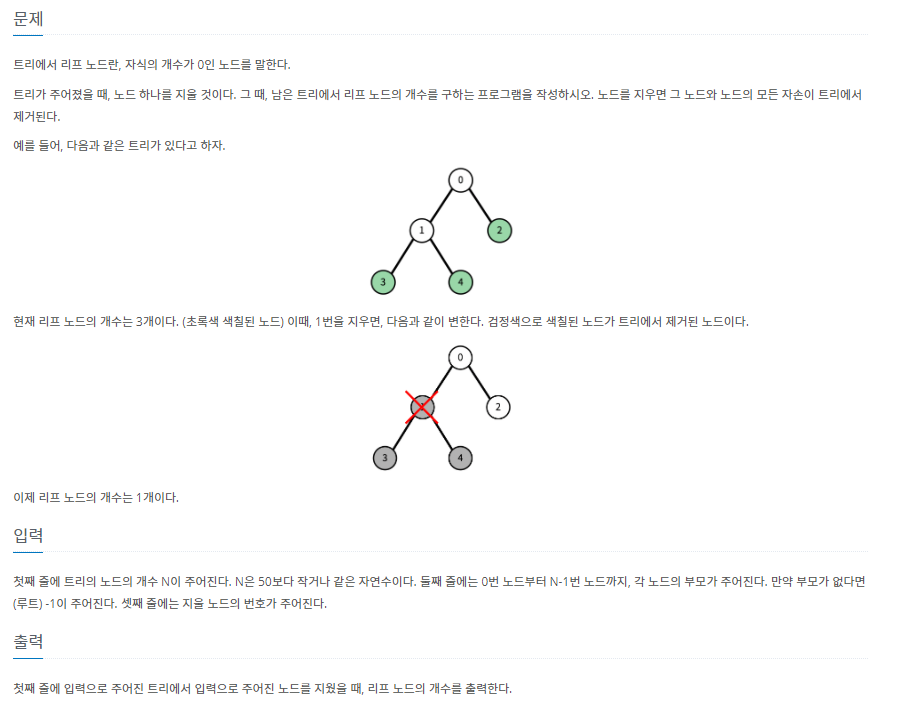 문제
트리에서 리프 노드란, 자식의 개수가 0인 노드를 말한다.
트리가 주어졌을 때, 노드 하나를 지울 것이다. 그 때, 남은 트리에서 리프 노드의 개수를 구하는 프로그램을 작성하시오. 노드를 지우면 그 노드와 노드의 모든 자손이 트리에서
제거된다.
예를 들어, 다음과 같은 트리가 있다고 하자.
0
1 2
3 4
현재 리프 노드의 개수는 3개이다. (초록색 색칠된 노드) 이때, 1번을 지우면, 다음과 같이 변한다. 검정색으로 색칠된 노드가 트리에서 제거된 노드이다.
0
2
3 4
이제 리프 노드의 개수는 1개이다.
입력
첫째 줄에 트리의 노드의 개수 N이 주어진다. N은 50보다 작거나 같은 자연수이다. 둘째 줄에는 0번 노드부터 N-1번 노드까지, 각 노드의 부모가 주어진다. 만약 부모가 없다면
(루트) -1이 주어진다. 셋째 줄에는 지울 노드의 번호가 주어진다.
출력
첫째 줄에 입력으로 주어진 트리에서 입력으로 주어진 노드를 지웠을 때, 리프 노드의 개수를 출력한다.